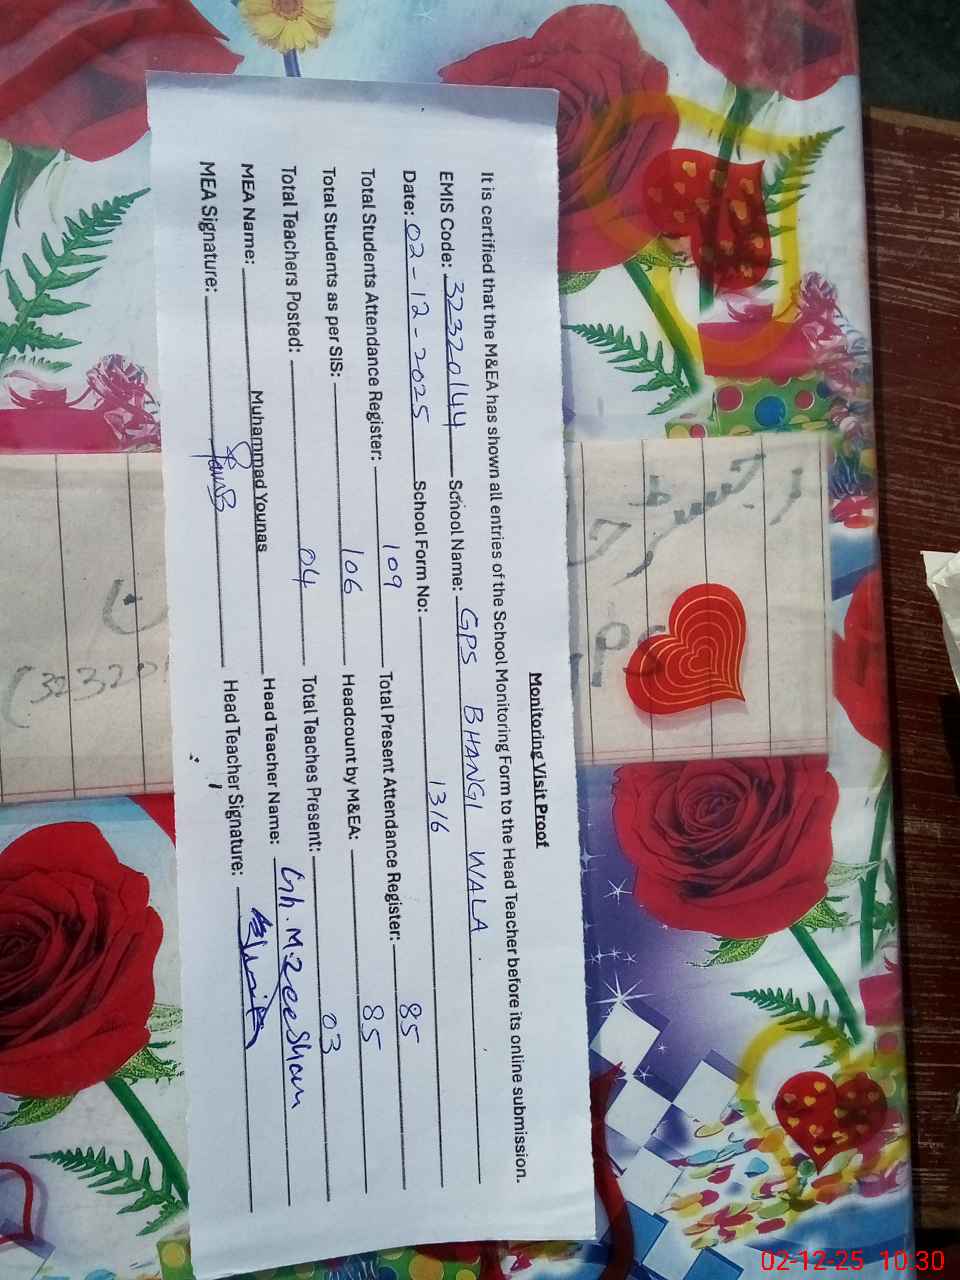 Monitoring Visit Proof
It is certified that the M&EA has shown all entries of the School Monitoring Form to the Head Teacher before its online submission.
EMIS Code: 32320144 School Name: GPS BHANGI WALA
Date: 02-12-2025 School Form No: 1316
Total Students Attendance Register: 109 Total Present Attendance Register: 85
Total Students as per SIS: 106 Headcount by M&EA: 85
Total Teachers Posted: 04 Total Teaches Present: 03
MEA Name: Muhammad Younas Head Teacher Name: Gh. M. Zeeshan
MEA Signature: Head Teacher Signature:
(32320
02-12-25 10:30